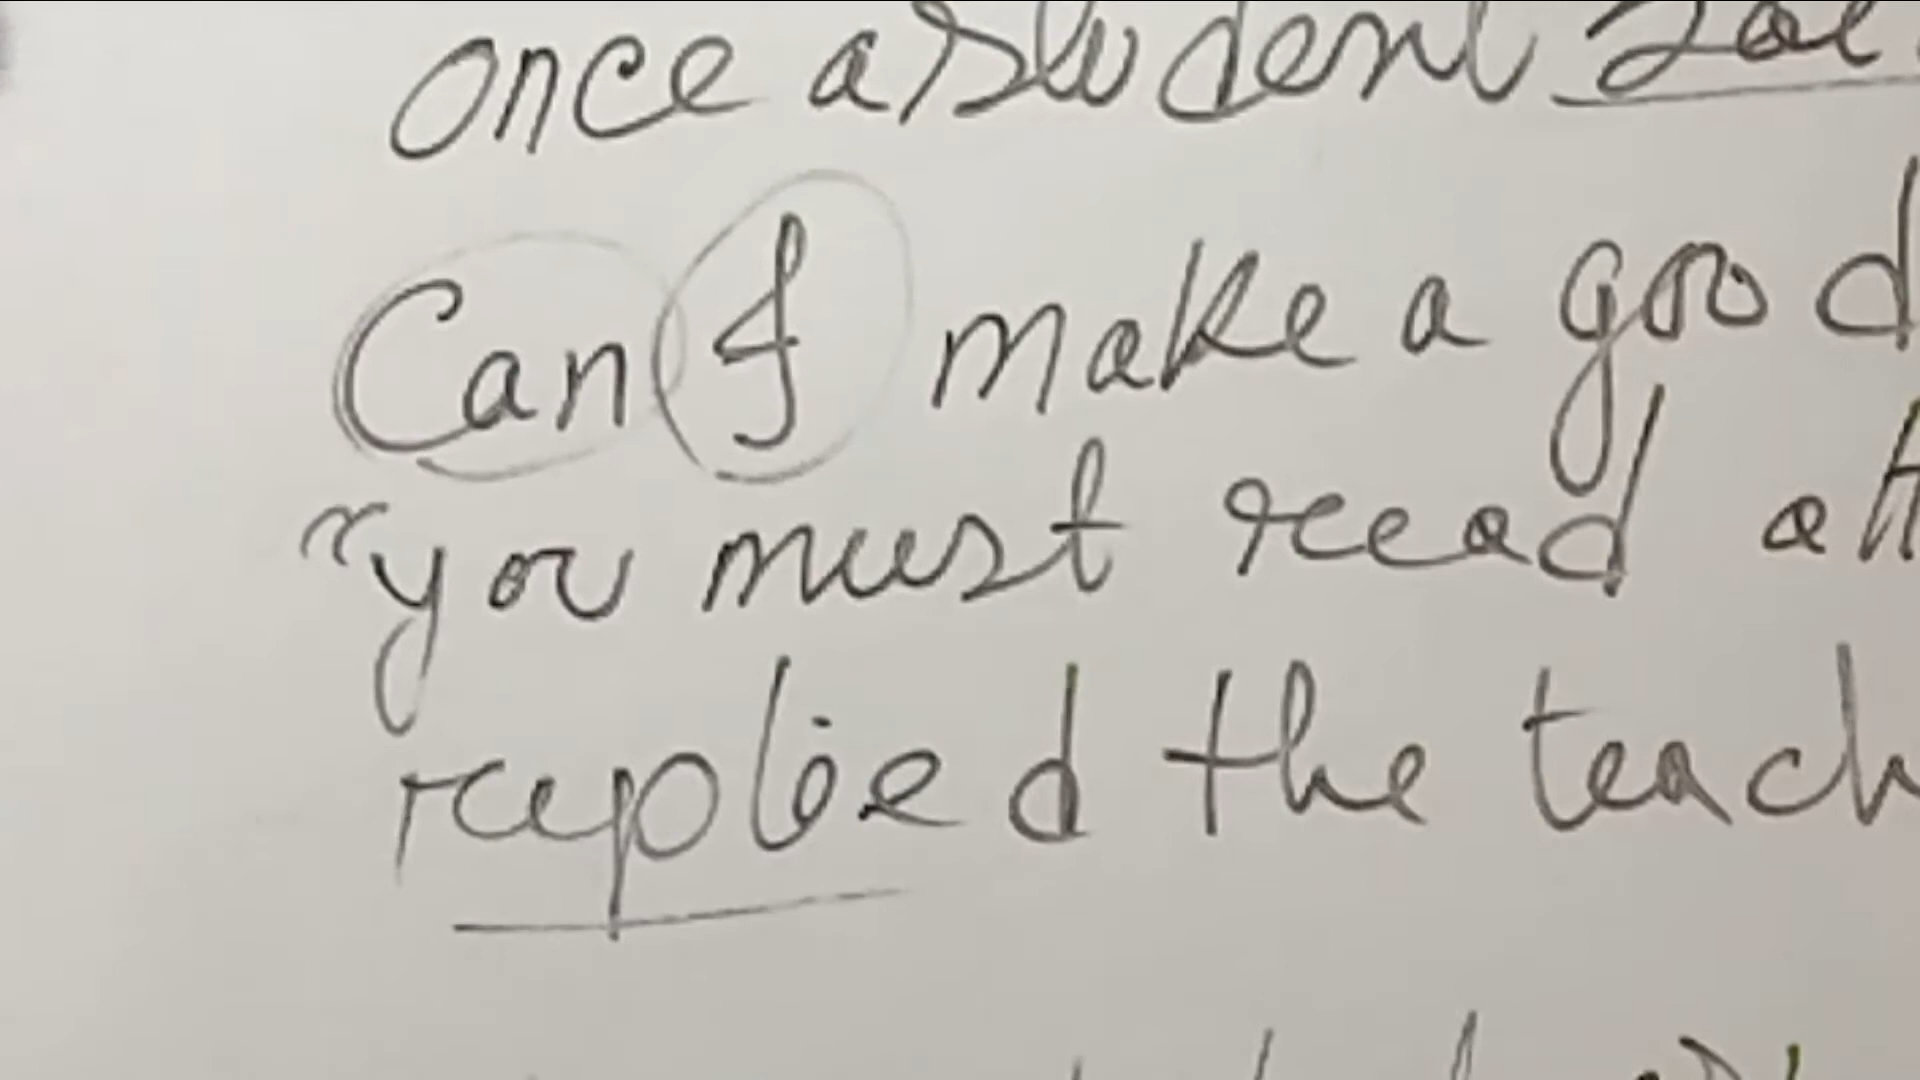 once a student
Can I make a good
"you must read
replied the teach